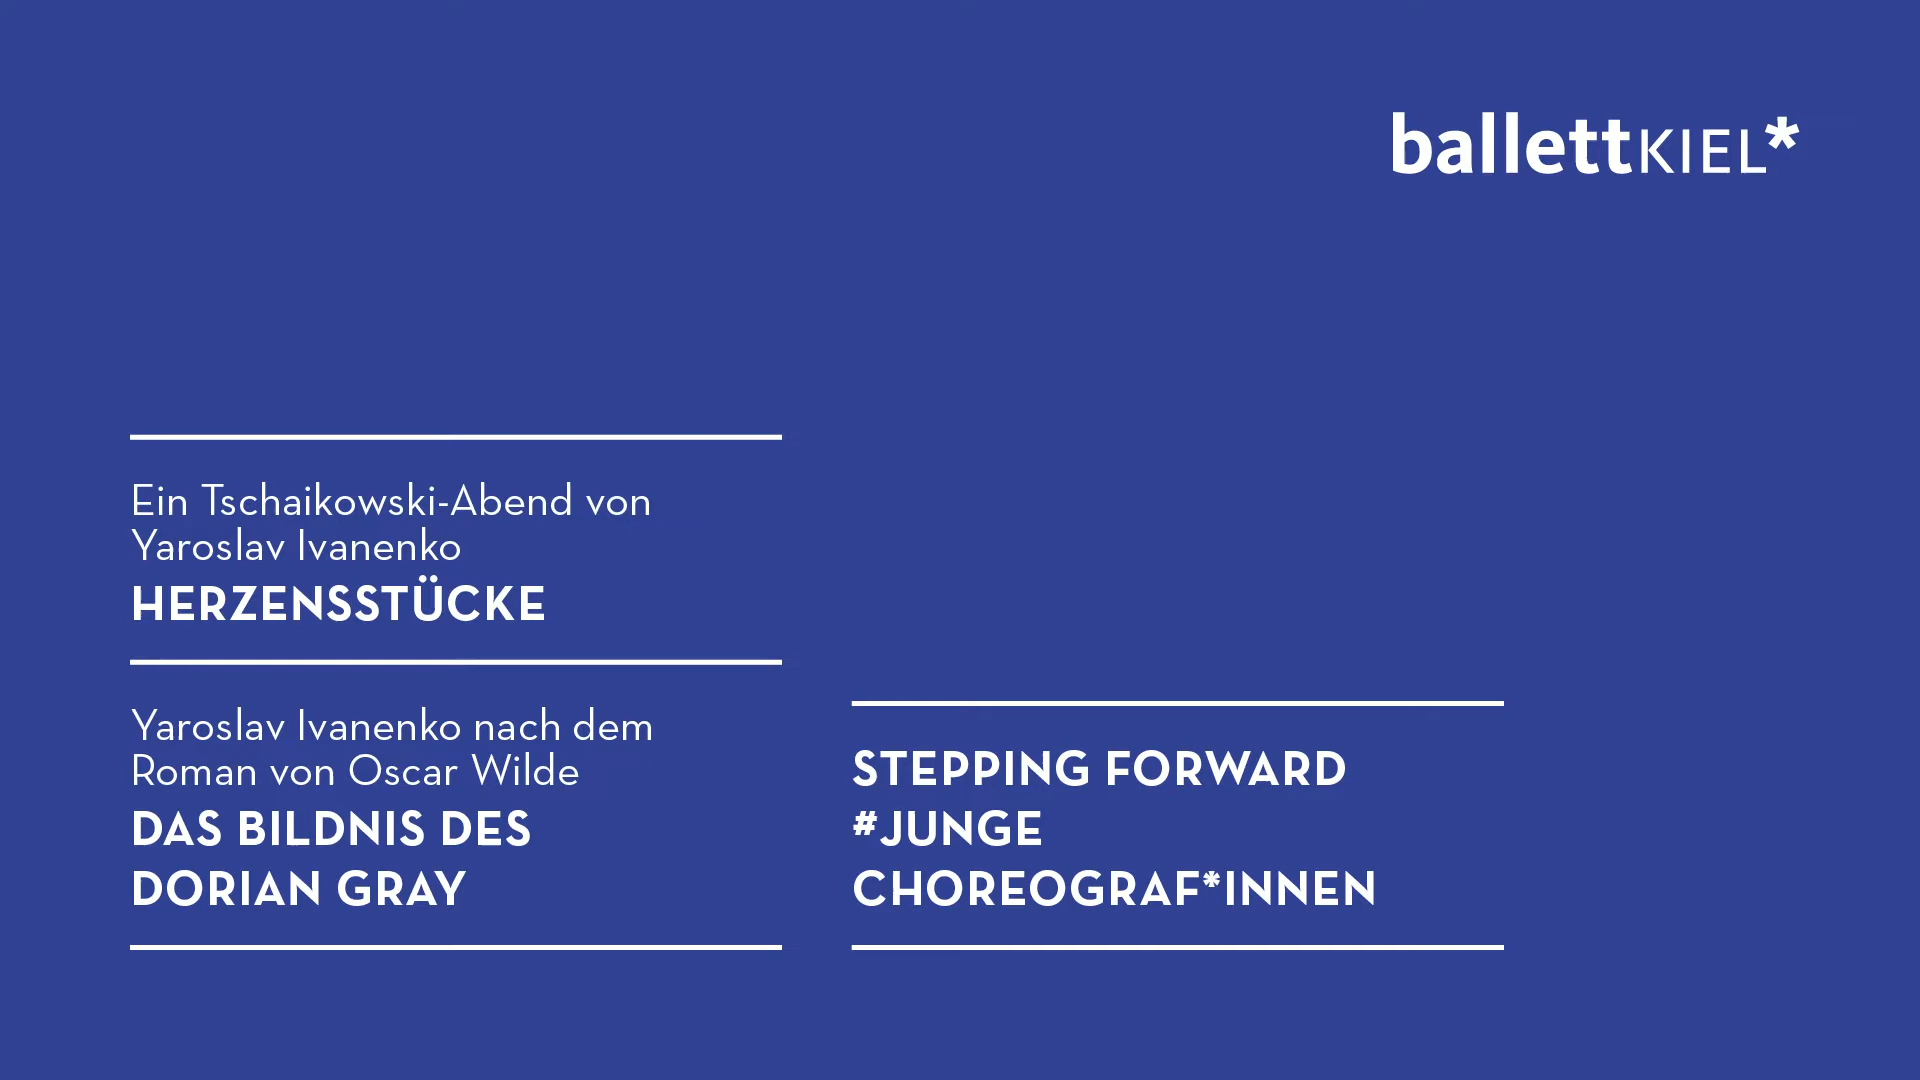 ballettKIEL*
Ein Tschaikowski-Abend von
Yaroslav Ivanenko
HERZENSSTÜCKE
Yaroslav Ivanenko nach dem
Roman von Oscar Wilde
DAS BILDNIS DES
DORIAN GRAY
STEPPING FORWARD
#JUNGE
CHOREOGRAF*INNEN